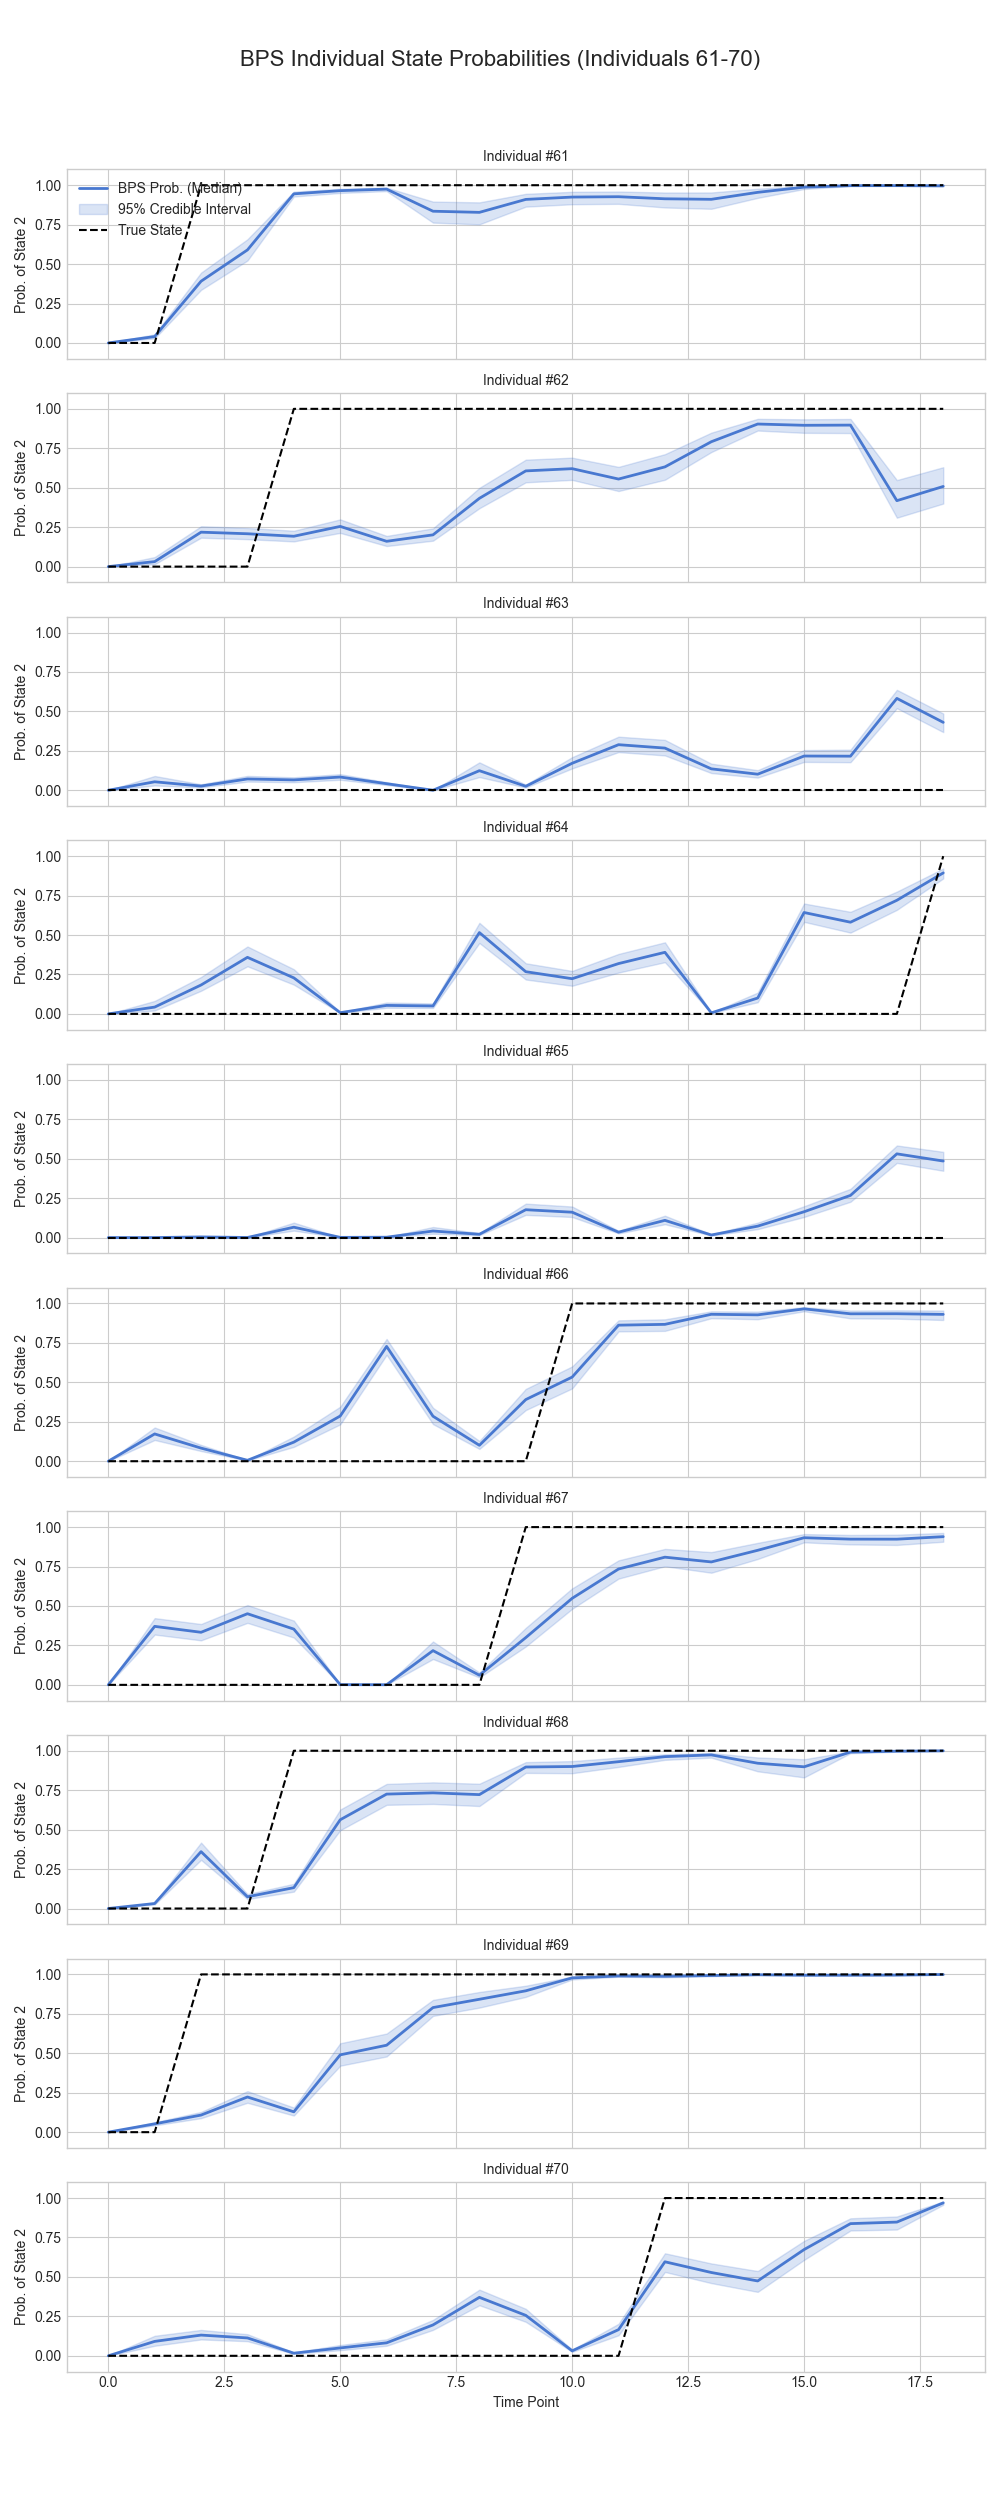 BPS Individual State Probabilities (Individuals 61-70)
Individual #61
Prob. of State 2
1.00
0.75
0.50
0.25
0.00
BPS Prob. (Median)
95% Credible Interval
True State
Individual #62
Prob. of State 2
1.00
0.75
0.50
0.25
0.00
Individual #63
Prob. of State 2
1.00
0.75
0.50
0.25
0.00
Individual #64
Prob. of State 2
1.00
0.75
0.50
0.25
0.00
Individual #65
Prob. of State 2
1.00
0.75
0.50
0.25
0.00
Individual #66
Prob. of State 2
1.00
0.75
0.50
0.25
0.00
Individual #67
Prob. of State 2
1.00
0.75
0.50
0.25
0.00
Individual #68
Prob. of State 2
1.00
0.75
0.50
0.25
0.00
Individual #69
Prob. of State 2
1.00
0.75
0.50
0.25
0.00
Individual #70
Prob. of State 2
1.00
0.75
0.50
0.25
0.00
0.0 2.5 5.0 7.5 10.0 12.5 15.0 17.5
Time Point